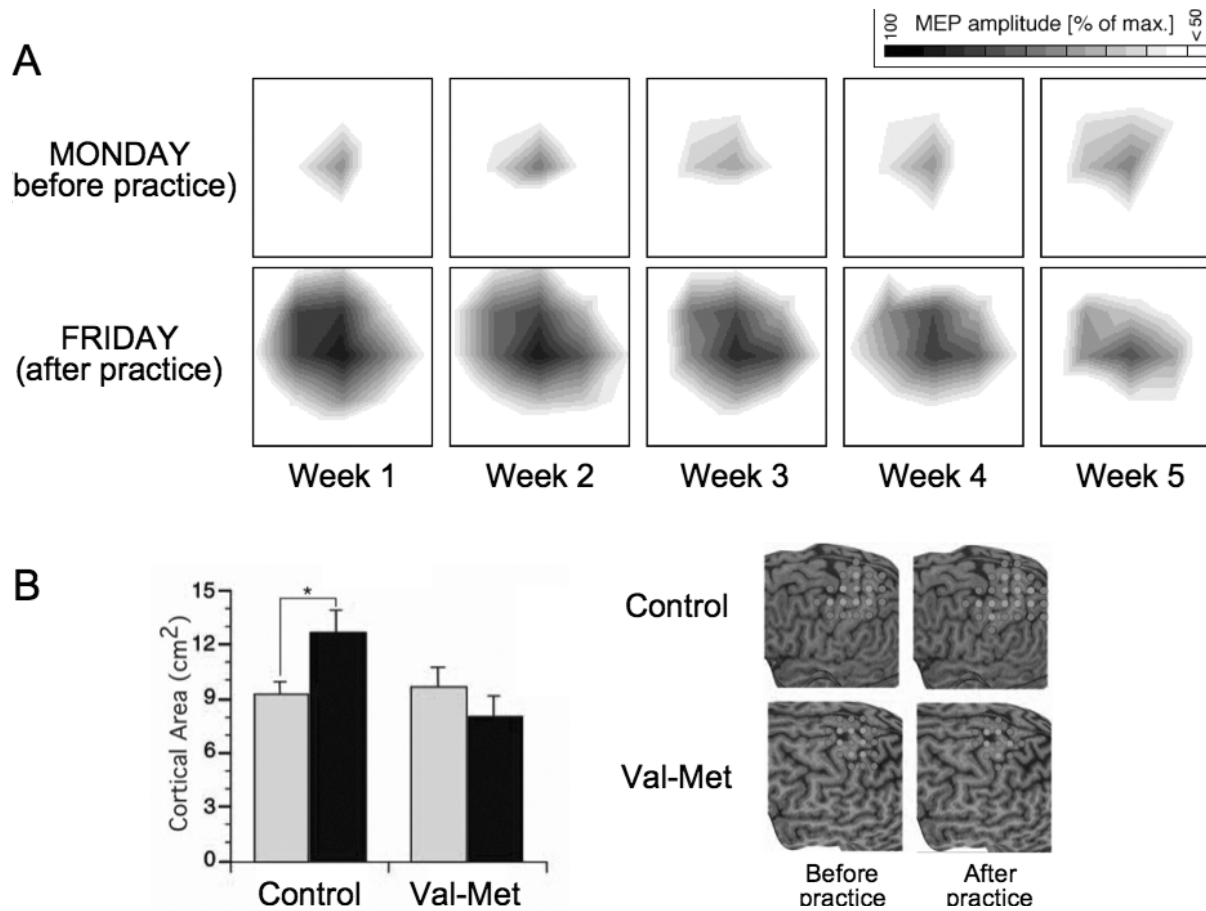 100 MEP amplitude [% of max.] < 50
A
MONDAY
before practice)
FRIDAY
(after practice)
Week 1 Week 2 Week 3 Week 4 Week 5
B
Cortical Area (cm²)
15
12
9
6
3
0
*
Control Val-Met
Control
Val-Met
Before
practice
After
practice